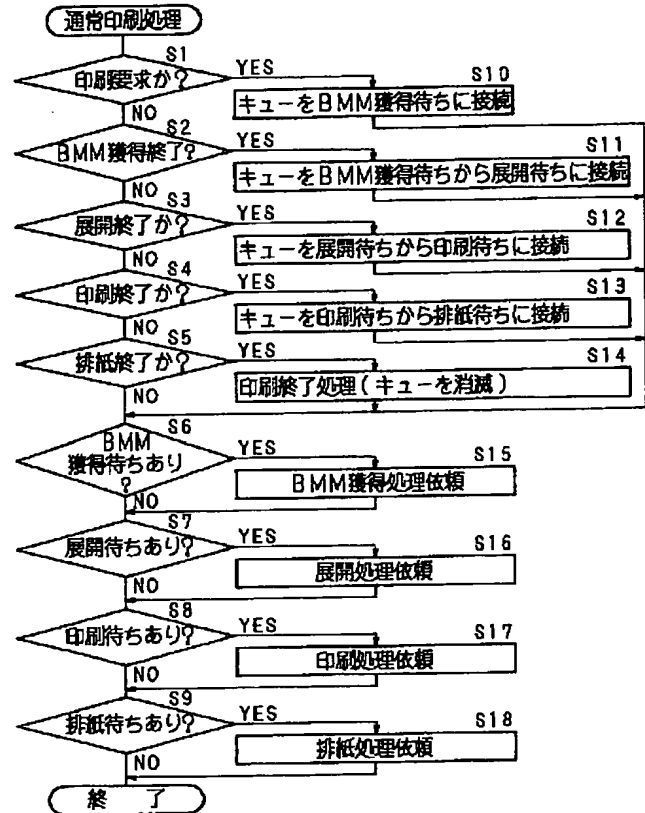 通常印刷処理
S1
印刷要求か?
YES
S10
キューをBMM獲得待ちに接続
NO
S2
BMM獲得終了?
YES
S11
キューをBMM獲得待ちから展開待ちに接続
NO
S3
展開終了か?
YES
S12
キューを展開待ちから印刷待ちに接続
NO
S4
印刷終了か?
YES
S13
キューを印刷待ちから排紙待ちに接続
NO
S5
排紙終了か?
YES
S14
印刷終了処理(キューを消滅)
NO
S6
BMM
獲得待ちあり
?
YES
S15
BMM獲得処理依頼
NO
S7
展開待ちあり?
YES
S16
展開処理依頼
NO
S8
印刷待ちあり?
YES
S17
印刷処理依頼
NO
S9
排紙待ちあり?
YES
S18
排紙処理依頼
NO
終 了